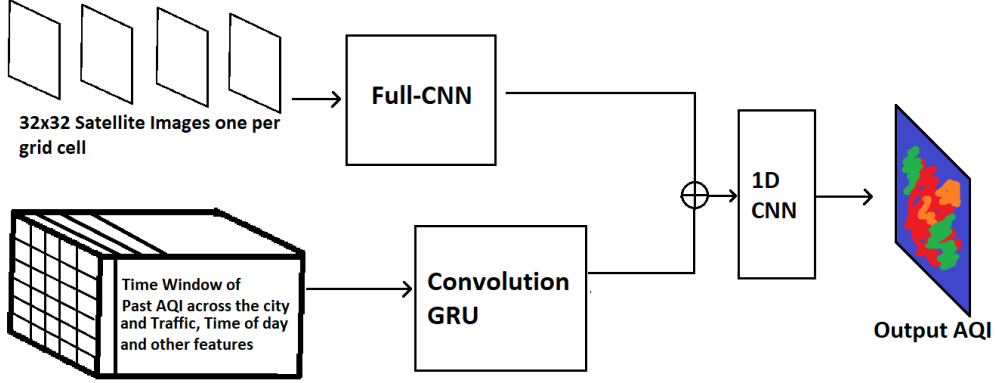 32x32 Satellite Images one per
grid cell
Full-CNN
Time Window of
Past AQI across the city
and Traffic, Time of day
and other features
Convolution
GRU
1D
CNN
Output AQI